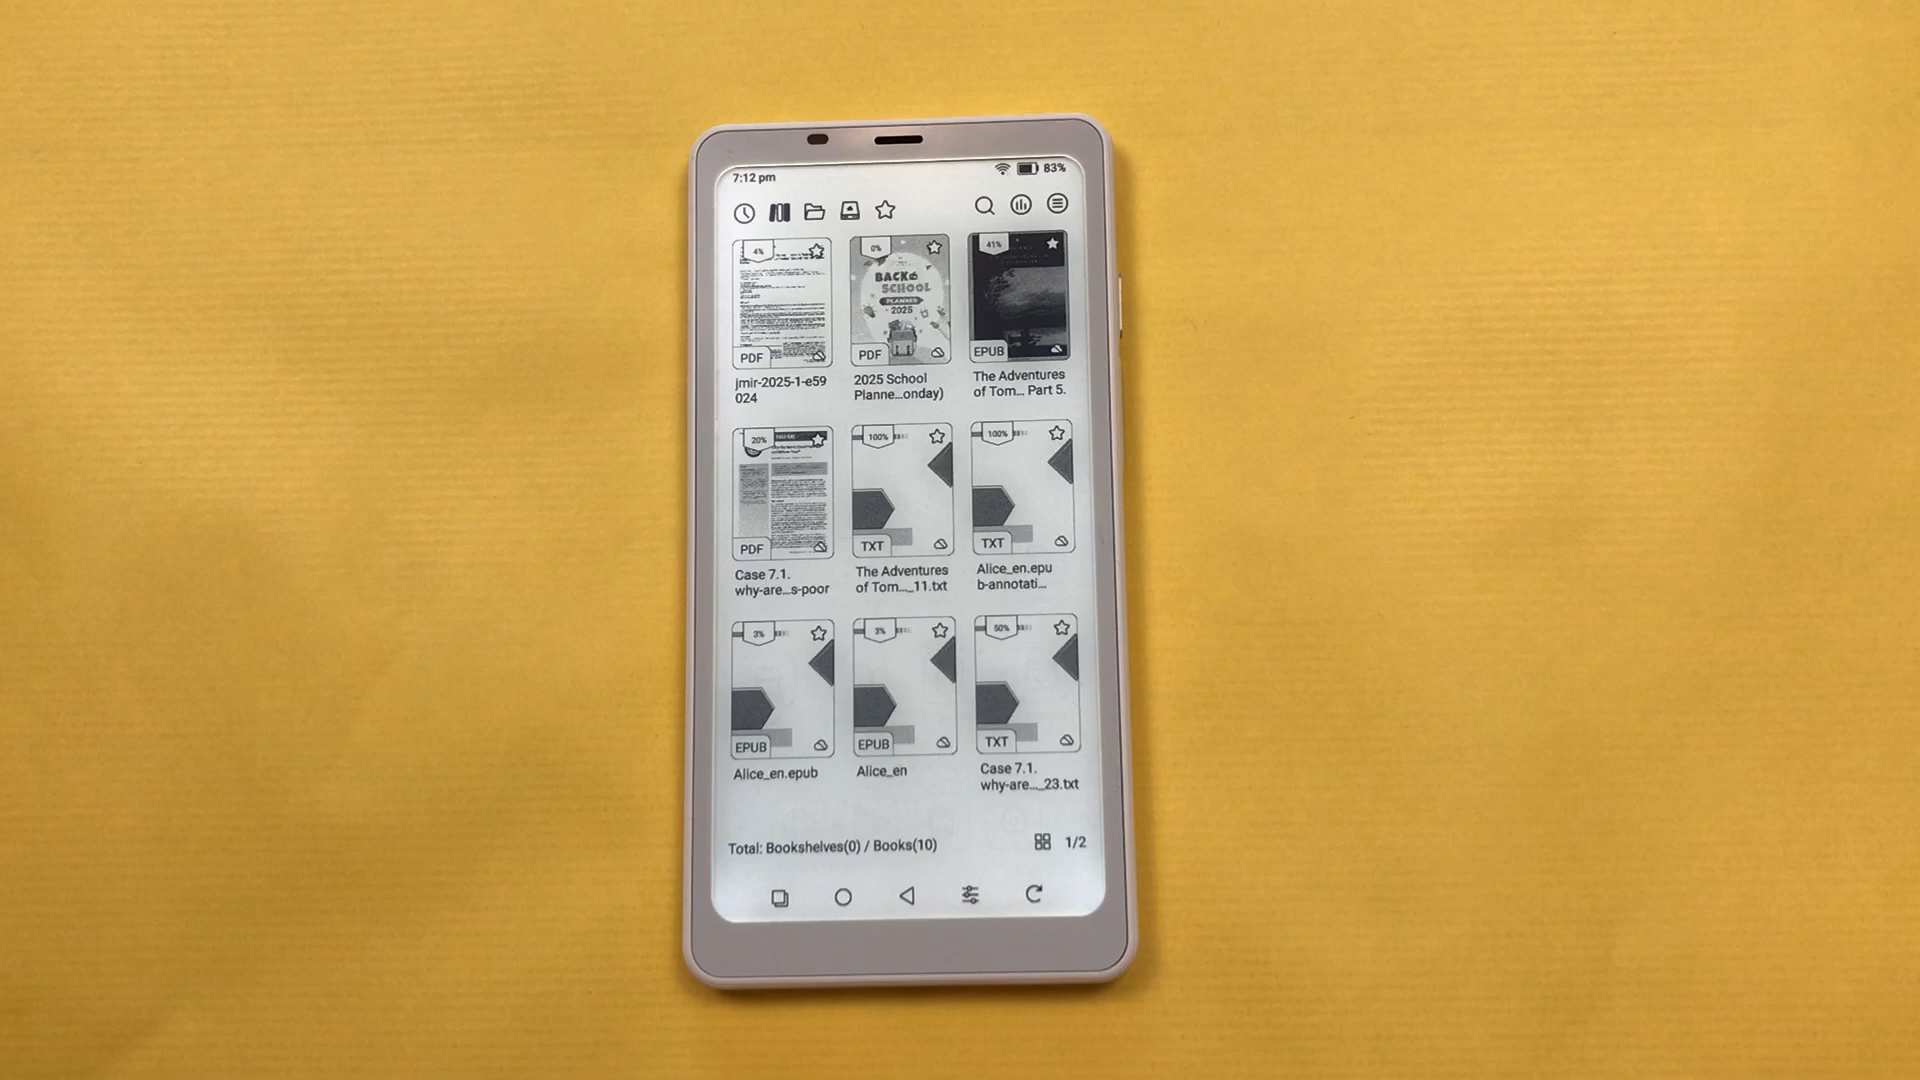 7:12 pm
83%
4%
PDF
jmir-2025-1-e59
024
0%
BACK to
SCHOOL
PLANNER
2025
PDF
2025 School
Planne...onday)
41%
EPUB
The Adventures
of Tom... Part 5.
20%
PDF
Case 7.1.
why-are...s-poor
100%
TXT
The Adventures
of Tom..._11.txt
100%
TXT
Alice_en.epu
b-annotati...
3%
EPUB
Alice_en.epub
3%
EPUB
Alice_en
50%
TXT
Case 7.1.
why-are..._23.txt
Total: Bookshelves(0) / Books(10)
1/2